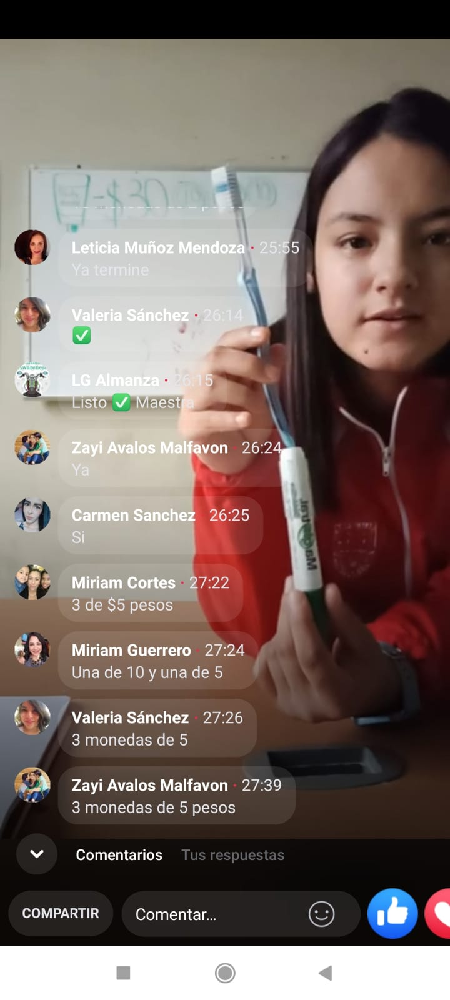 -$30
Leticia Muñoz Mendoza · 25:55
Ya termine
Valeria Sánchez · 26:14
✅
Awareness
LG Almanza · 26:15
Listo ✅ Maestra
Zayi Avalos Malfavon · 26:24
Ya
Carmen Sanchez 26:25
Si
Miriam Cortes · 27:22
3 de $5 pesos
Miriam Guerrero · 27:24
Una de 10 y una de 5
Valeria Sánchez · 27:26
3 monedas de 5
Zayi Avalos Malfavon · 27:39
3 monedas de 5 pesos
Comentarios Tus respuestas
COMPARTIR Comentar...